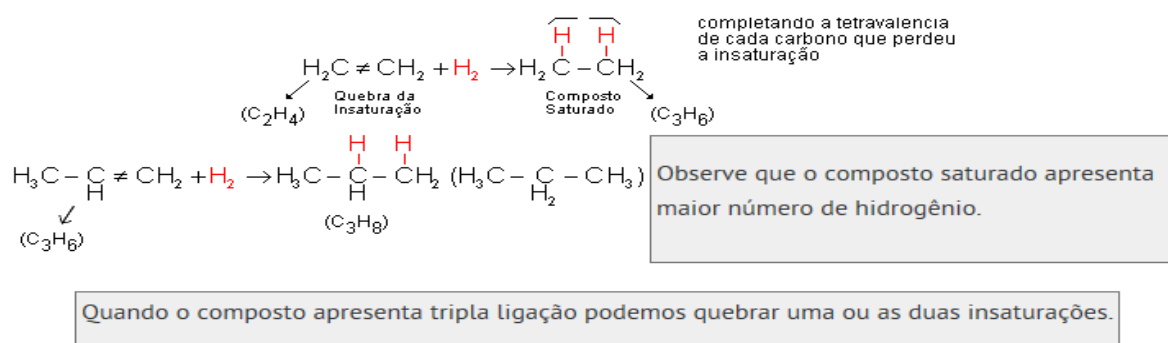 completando a tetravalencia
de cada carbono que perdeu
a insaturação
H H
H₂C ≠ CH₂ + H₂ → H₂C – CH₂
Quebra da
Insaturação
Composto
Saturado
(C₂H₄)
(C₃H₆)
H H
H₃C – C ≠ CH₂ + H₂ → H₃C – C – CH₂ (H₃C – C – CH₃)
H H H₂
(C₃H₆)
(C₃H₈)
Observe que o composto saturado apresenta
maior número de hidrogênio.
Quando o composto apresenta tripla ligação podemos quebrar uma ou as duas insaturações.